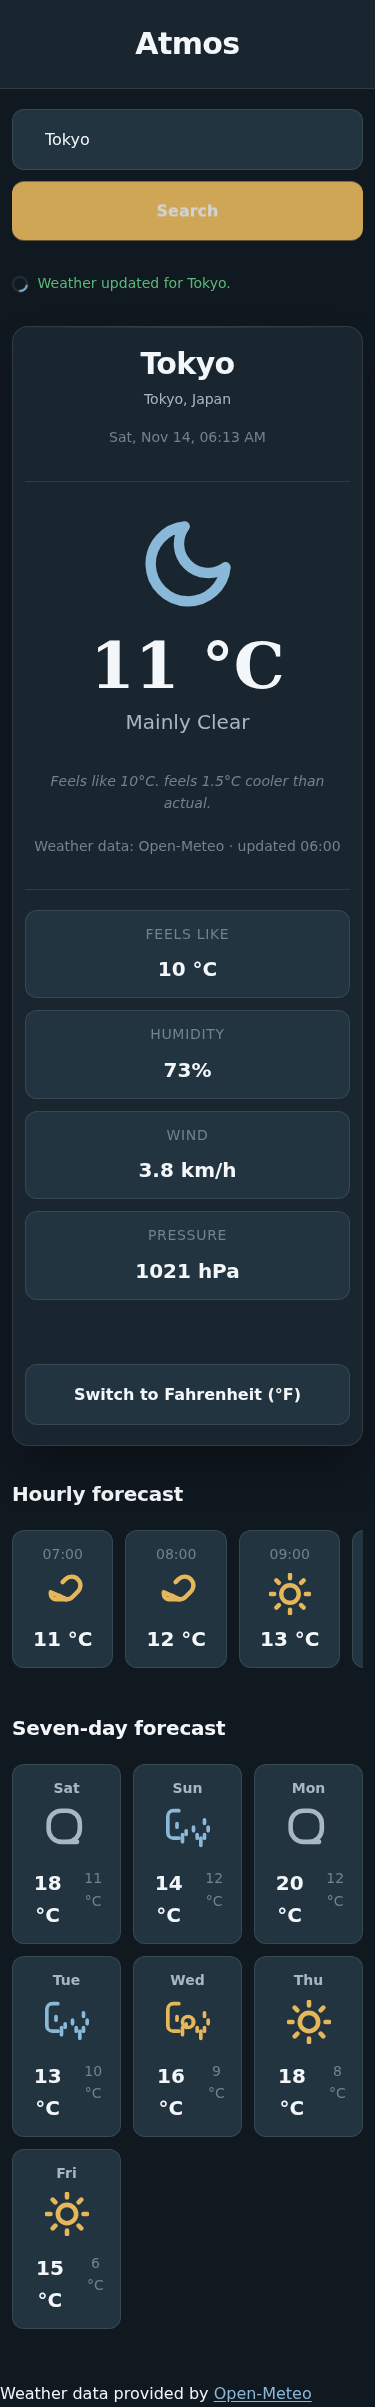 Atmos
Tokyo
Search
Weather updated for Tokyo.
Tokyo
Tokyo, Japan
Sat, Nov 14, 06:13 AM
11 °C
Mainly Clear
Feels like 10°C. feels 1.5°C cooler than
actual.
Weather data: Open-Meteo · updated 06:00
FEELS LIKE
10 °C
HUMIDITY
73%
WIND
3.8 km/h
PRESSURE
1021 hPa
Switch to Fahrenheit (°F)
Hourly forecast
07:00 08:00 09:00
11 °C 12 °C 13 °C
Seven-day forecast
Sat
18 °C
11 °C
Sun
14 °C
12 °C
Mon
20 °C
12 °C
Tue
13 °C
10 °C
Wed
16 °C
9 °C
Thu
18 °C
8 °C
Fri
15 °C
6 °C
Weather data provided by Open-Meteo